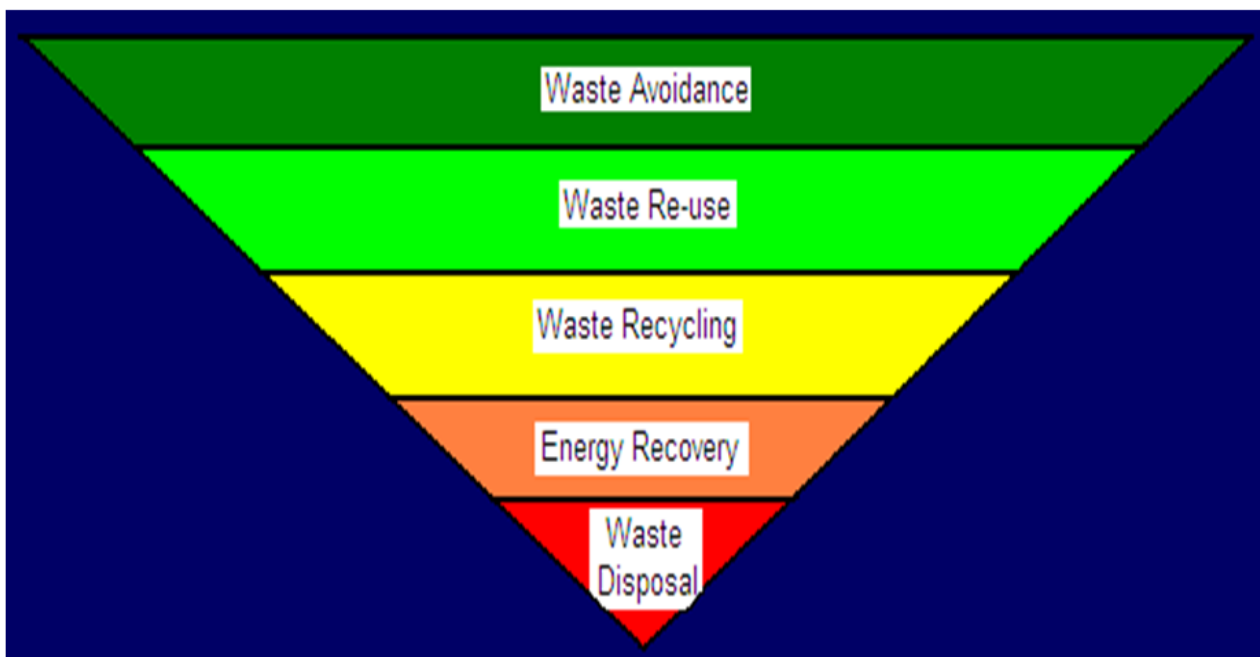 Waste Avoidance
Waste Re-use
Waste Recycling
Energy Recovery
Waste
Disposal